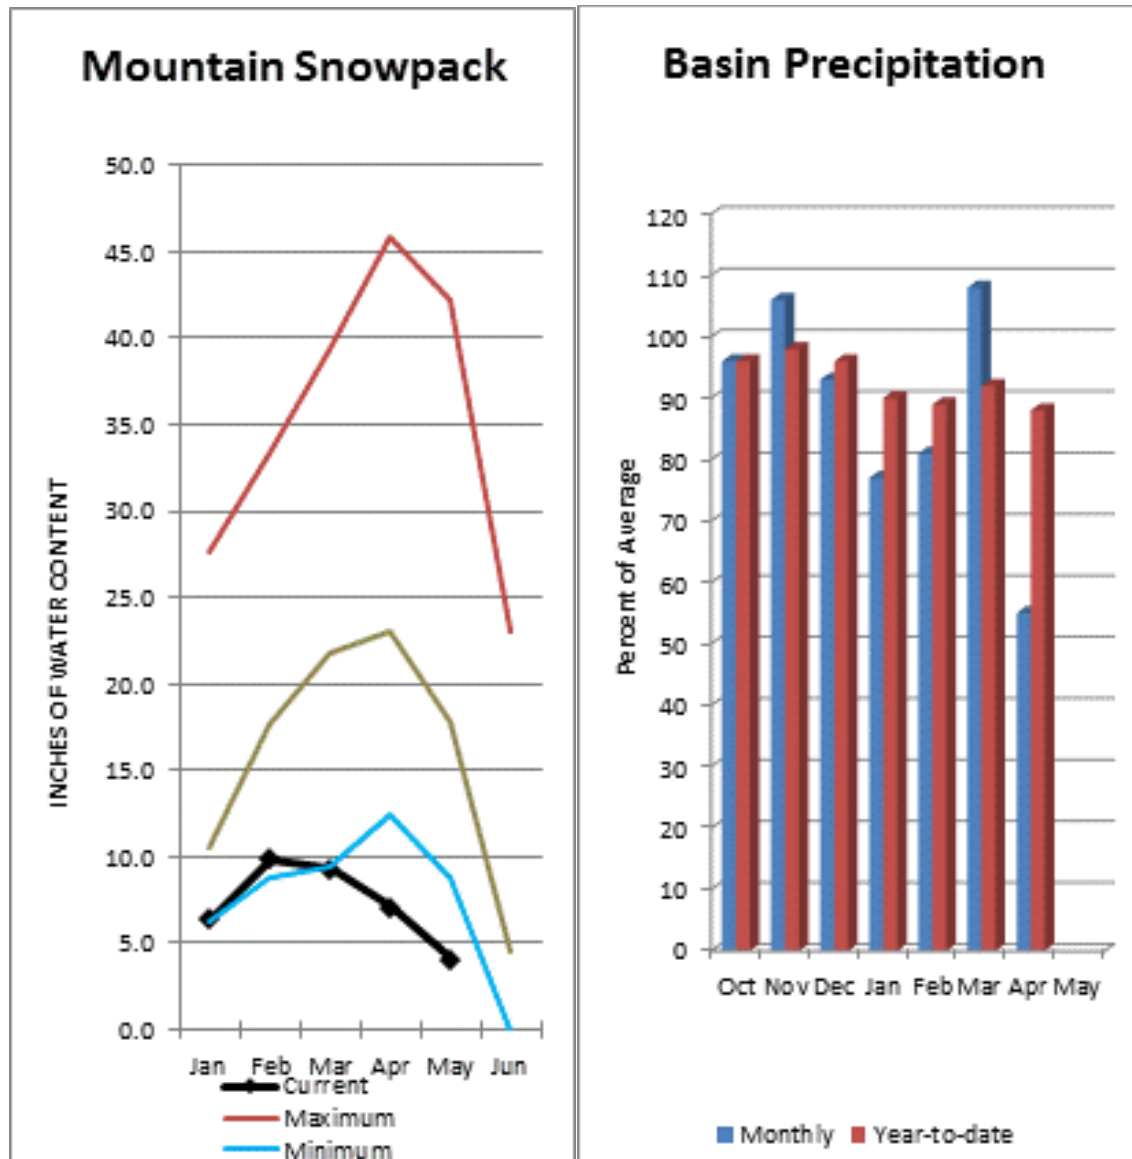 Mountain Snowpack
50.0
45.0
40.0
35.0
30.0
25.0
20.0
15.0
10.0
5.0
0.0
INCHES OF WATER CONTENT
Jan Feb Mar Apr May Jun
Current
Maximum
Minimum
Basin Precipitation
120
110
100
90
80
70
60
50
40
30
20
10
0
Percent of Average
Oct Nov Dec Jan Feb Mar Apr May
Monthly Year-to-date